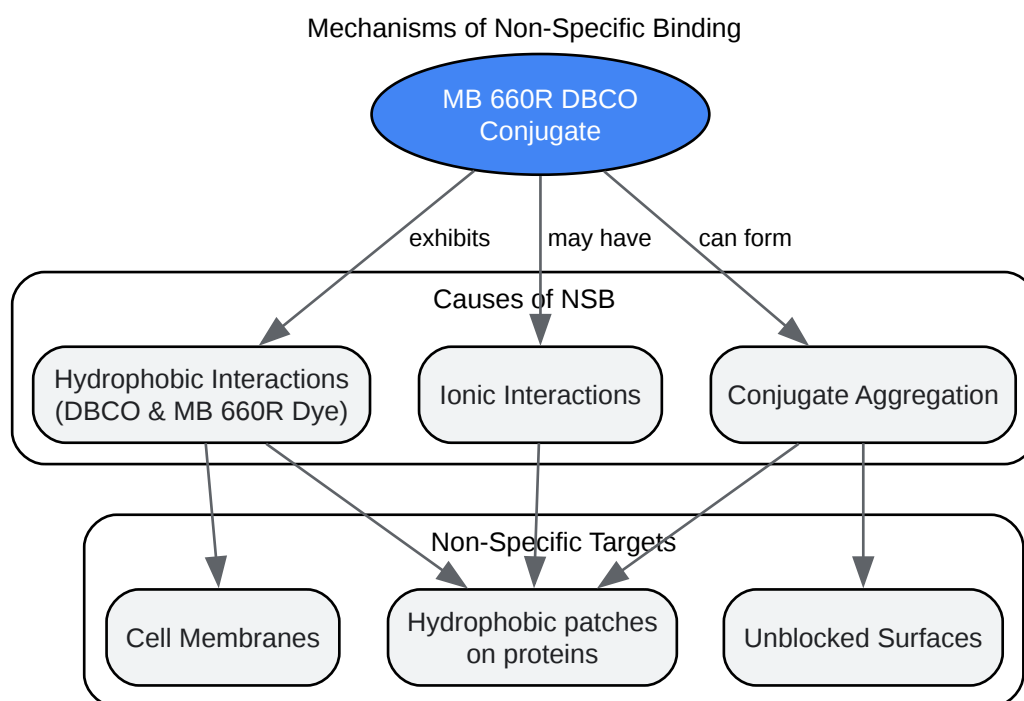 Mechanisms of Non-Specific Binding
MB 660R DBCO
Conjugate
exhibits
may have
can form
Causes of NSB
Hydrophobic Interactions
(DBCO & MB 660R Dye)
Ionic Interactions
Conjugate Aggregation
Non-Specific Targets
Cell Membranes
Hydrophobic patches
on proteins
Unblocked Surfaces